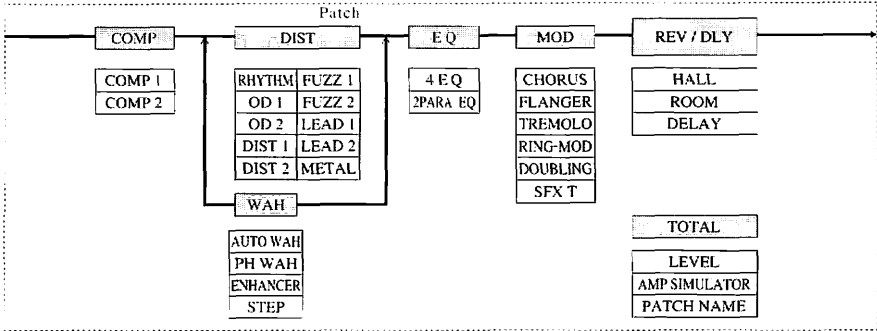 Patch
COMP
DIST
E Q
MOD
REV / DLY
COMP 1
COMP 2
RHYTHM FUZZ 1
OD 1 FUZZ 2
OD 2 LEAD 1
DIST 1 LEAD 2
DIST 2 METAL
4 E Q
2PARA EQ
CHORUS
FLANGER
TREMOLO
RING-MOD
DOUBLING
SFX T
HALL
ROOM
DELAY
WAH
AUTO WAH
PH WAH
ENHANCER
STEP
TOTAL
LEVEL
AMP SIMULATOR
PATCH NAME